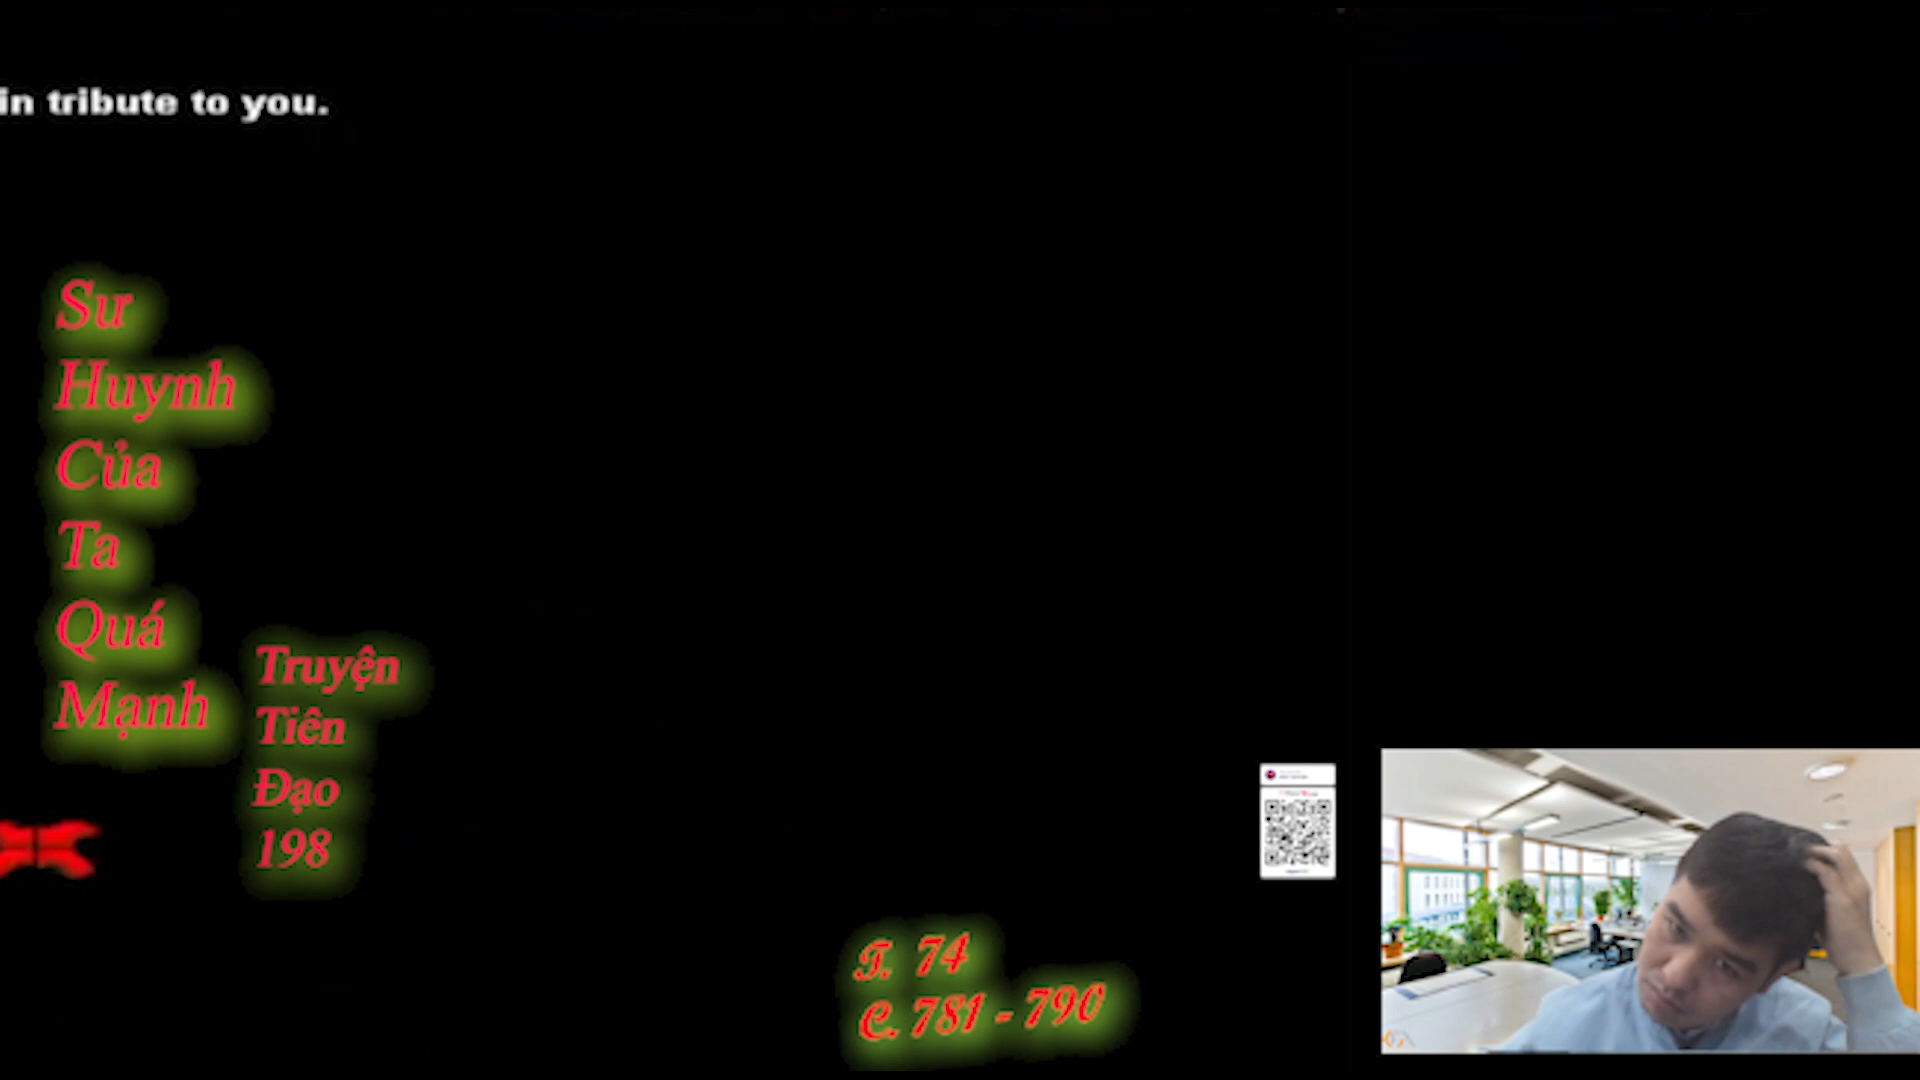 in tribute to you.
Sư
Huynh
Của
Ta
Quá
Mạnh
Truyện
Tiên
Đạo
198
T. 74
C. 781 - 790